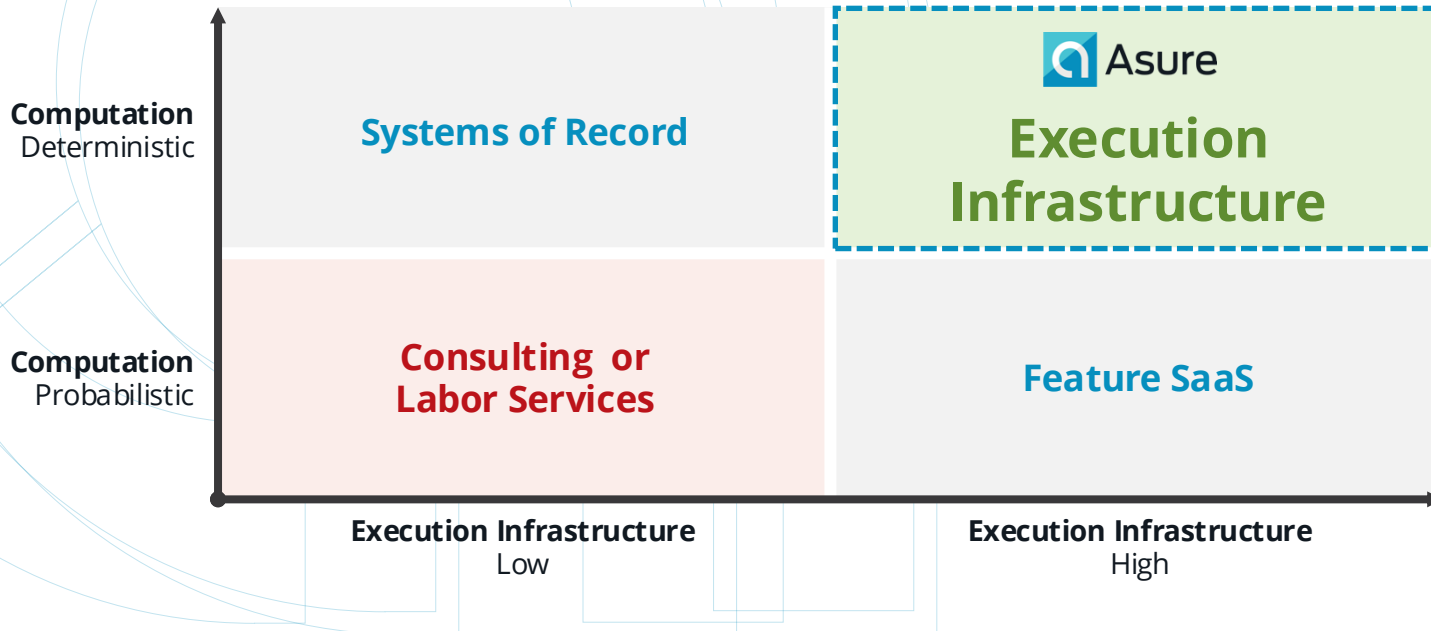 Computation
Deterministic
Systems of Record
Asure
Execution
Infrastructure
Computation
Probabilistic
Consulting or
Labor Services
Feature SaaS
Execution Infrastructure
Low
Execution Infrastructure
High